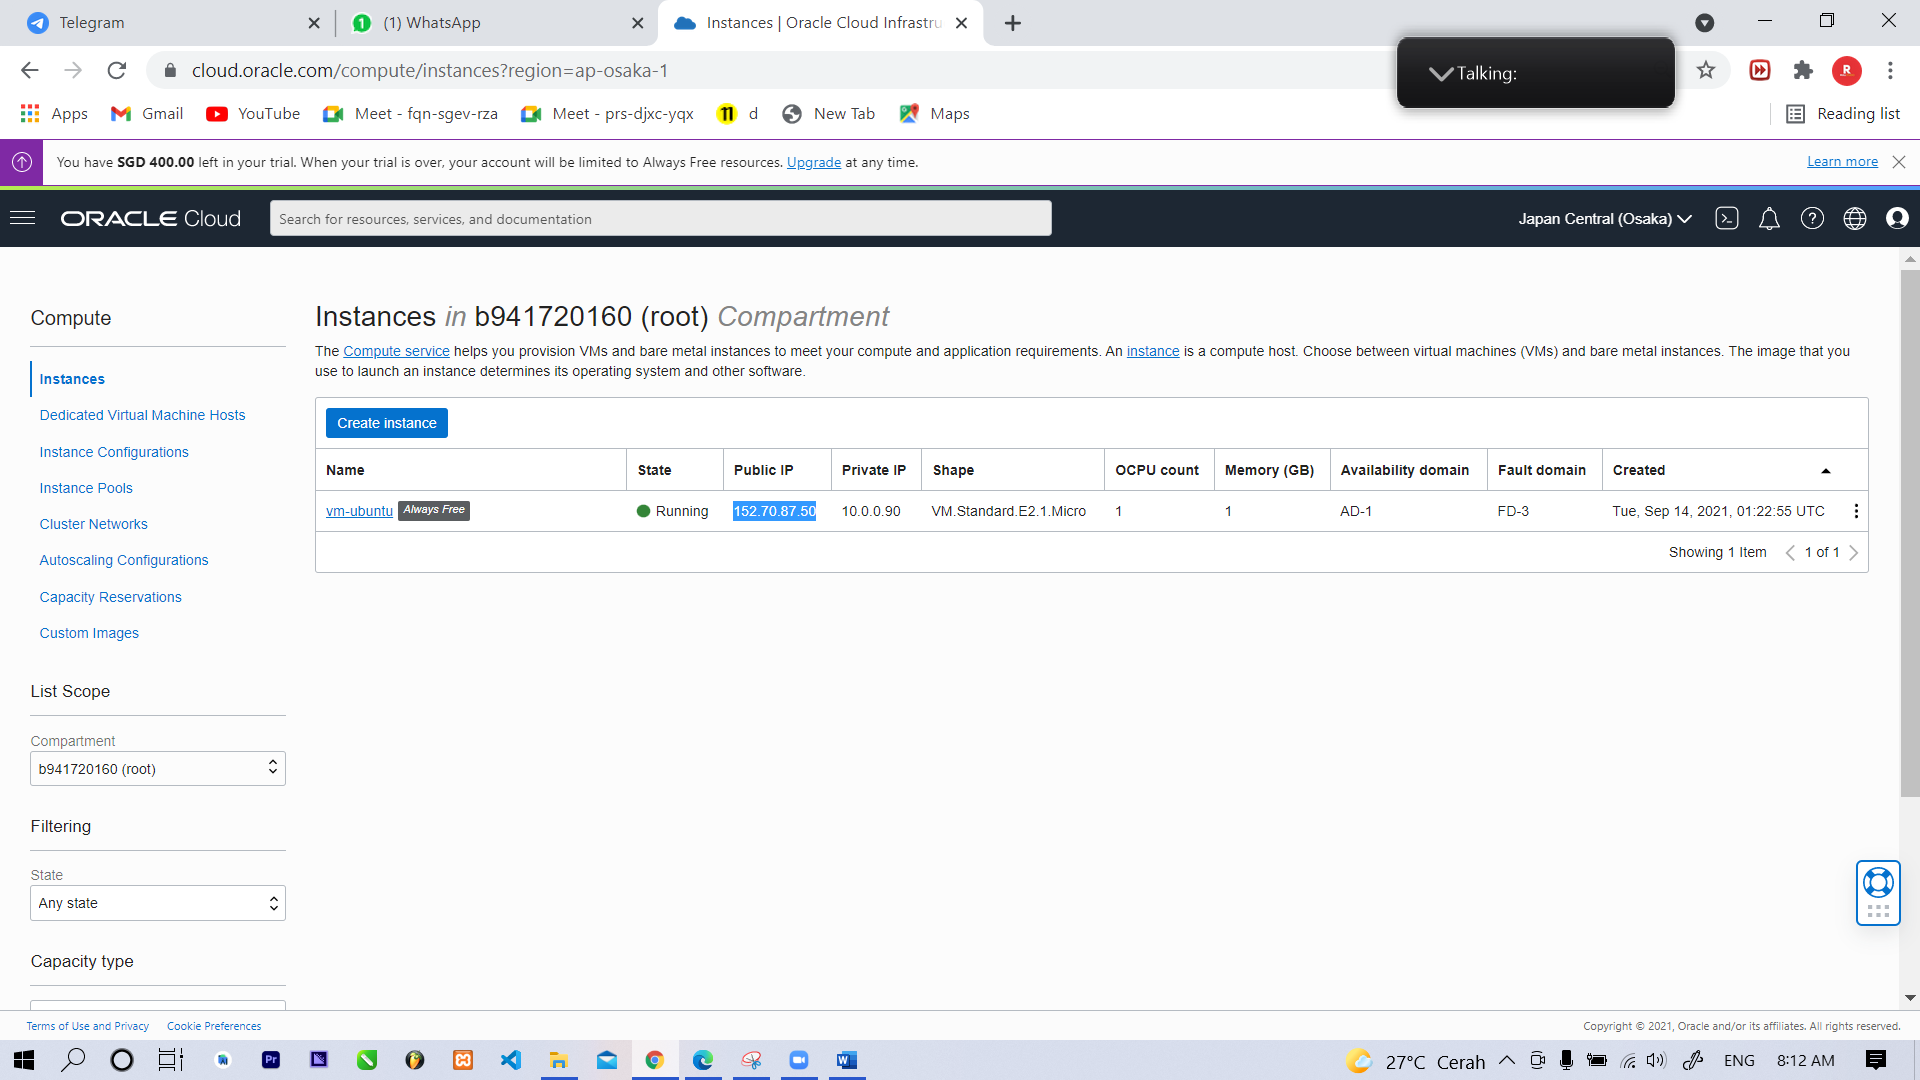 Telegram
1
(1) WhatsApp
Instances | Oracle Cloud Infrastru
cloud.oracle.com/compute/instances?region=ap-osaka-1
Talking:
R
Apps
Gmail
YouTube
Meet - fqn-sgev-rza
Meet - prs-djxc-yqx
d
New Tab
Maps
Reading list
You have SGD 400.00 left in your trial. When your trial is over, your account will be limited to Always Free resources. Upgrade at any time.
Learn more
ORACLE Cloud
Search for resources, services, and documentation
Japan Central (Osaka)
Compute
Instances
Dedicated Virtual Machine Hosts
Instance Configurations
Instance Pools
Cluster Networks
Autoscaling Configurations
Capacity Reservations
Custom Images
List Scope
Compartment
b941720160 (root)
Filtering
State
Any state
Capacity type
Instances in b941720160 (root) Compartment
The Compute service helps you provision VMs and bare metal instances to meet your compute and application requirements. An instance is a compute host. Choose between virtual machines (VMs) and bare metal instances. The image that you
use to launch an instance determines its operating system and other software.
Create instance
Name State Public IP Private IP Shape OCPU count Memory (GB) Availability domain Fault domain Created
vm-ubuntu Always Free Running 152.70.87.50 10.0.0.90 VM.Standard.E2.1.Micro 1 1 AD-1 FD-3 Tue, Sep 14, 2021, 01:22:55 UTC
Showing 1 Item 1 of 1
Terms of Use and Privacy
Cookie Preferences
Copyright © 2021, Oracle and/or its affiliates. All rights reserved.
Pr
27°C Cerah
ENG
8:12 AM